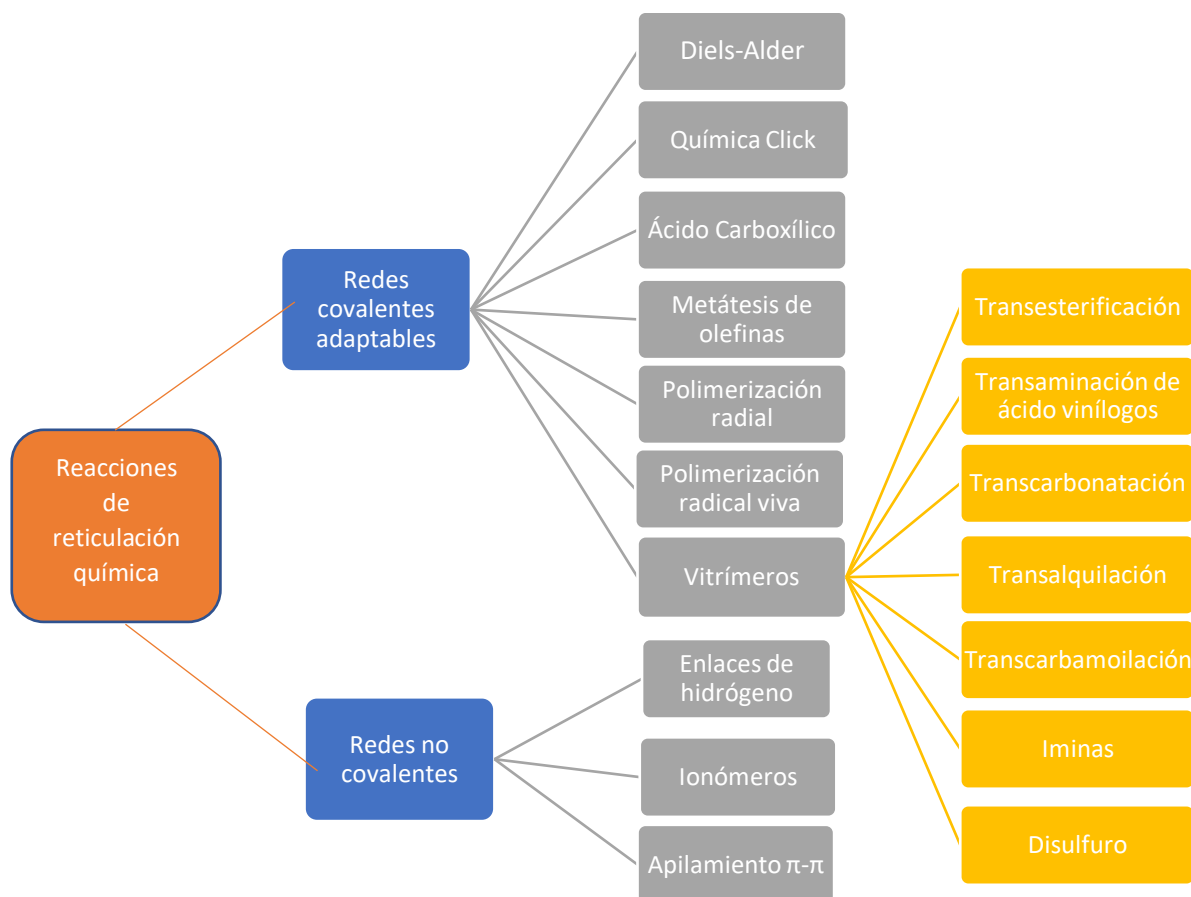 Reacciones
de
reticulación
química
Redes
covalentes
adaptables
Diels-Alder
Química Click
Ácido Carboxílico
Metátesis de
olefinas
Polimerización
radial
Polimerización
radical viva
Vitrímeros
Transesterificación
Transaminación de
ácido vinílogos
Transcarbonatación
Transalquilación
Transcarbamoilación
Iminas
Disulfuro
Redes no
covalentes
Enlaces de
hidrógeno
Ionómeros
Apilamiento π-π